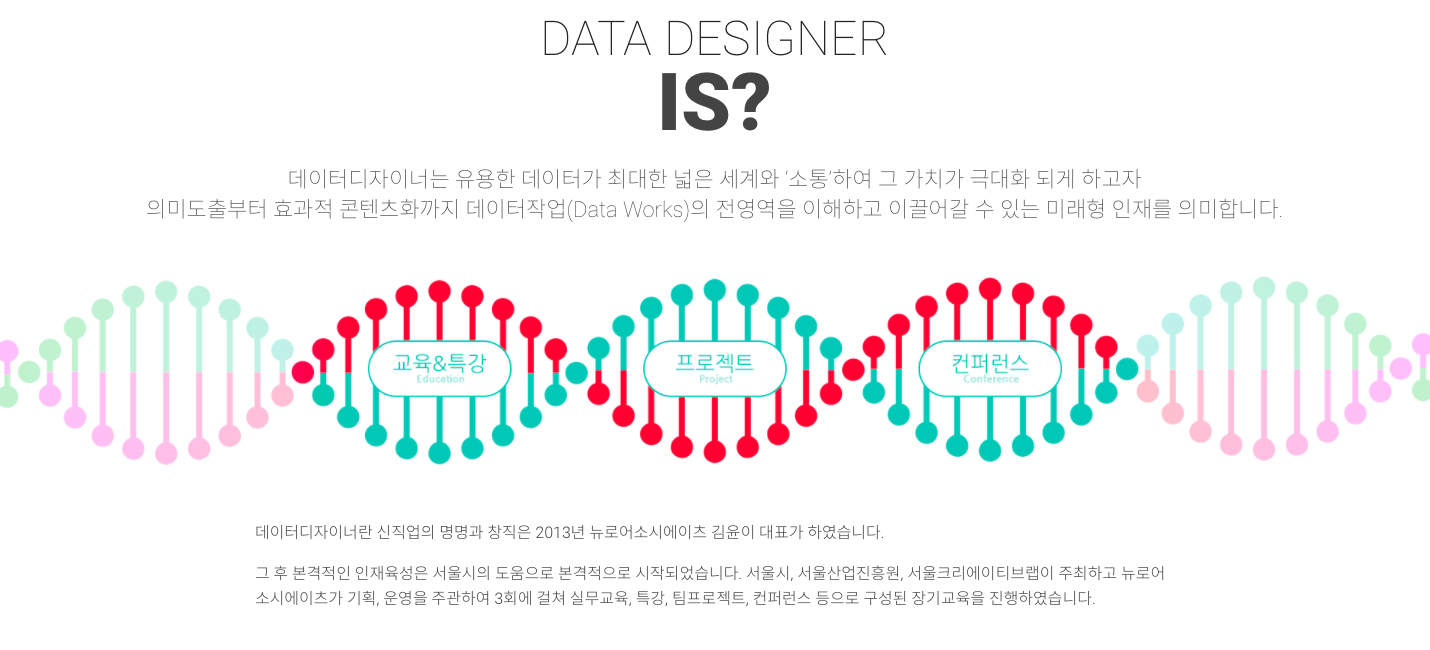 DATA DESIGNER
IS?
데이터디자이너는 유용한 데이터가 최대한 넓은 세계와 ‘소통’하여 그 가치가 극대화 되게 하고자
의미도출부터 효과적 콘텐츠화까지 데이터작업(Data Works)의 전영역을 이해하고 이끌어갈 수 있는 미래형 인재를 의미합니다.
교육&특강
Education
프로젝트
Project
컨퍼런스
Conference
데이터디자이너란 신직업의 명명과 창직은 2013년 뉴로어소시에이츠 김윤이 대표가 하였습니다.
그 후 본격적인 인재육성은 서울시의 도움으로 본격적으로 시작되었습니다. 서울시, 서울산업진흥원, 서울크리에이티브랩이 주최하고 뉴로어
소시에이츠가 기획, 운영을 주관하여 3회에 걸쳐 실무교육, 특강, 팀프로젝트, 컨퍼런스 등으로 구성된 장기교육을 진행하였습니다.